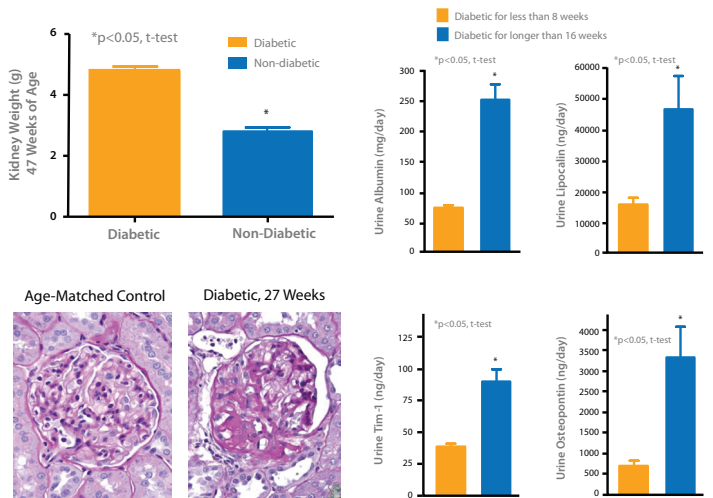 *p<0.05, t-test
Diabetic
Non-diabetic
Kidney Weight (g)
47 Weeks of Age
6
4
2
0
*
Diabetic
Non-Diabetic
Diabetic for less than 8 weeks
Diabetic for longer than 16 weeks
*p<0.05, t-test
Urine Albumin (mg/day)
300
250
200
150
100
50
0
*
*p<0.05, t-test
Urine Lipocalin (ng/day)
60000
50000
40000
30000
20000
10000
0
*
Age-Matched Control
Diabetic, 27 Weeks
*p<0.05, t-test
Urine Tim-1 (ng/day)
125
100
75
50
25
0
*
*p<0.05, t-test
Urine Osteopontin (ng/day)
4000
3500
3000
2500
2000
1500
1000
500
0
*